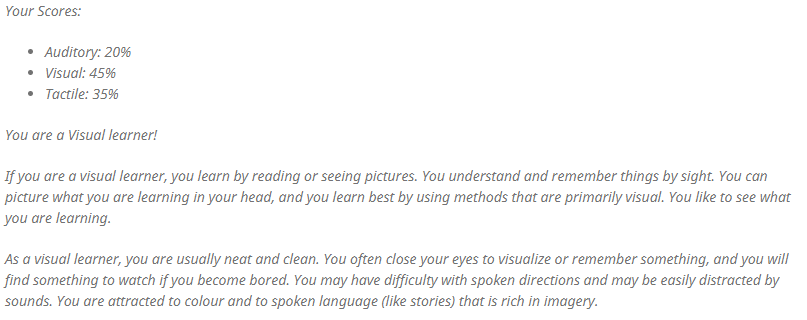 Your Scores:
• Auditory: 20%
• Visual: 45%
• Tactile: 35%
You are a Visual learner!
If you are a visual learner, you learn by reading or seeing pictures. You understand and remember things by sight. You can
picture what you are learning in your head, and you learn best by using methods that are primarily visual. You like to see what
you are learning.
As a visual learner, you are usually neat and clean. You often close your eyes to visualize or remember something, and you will
find something to watch if you become bored. You may have difficulty with spoken directions and may be easily distracted by
sounds. You are attracted to colour and to spoken language (like stories) that is rich in imagery.